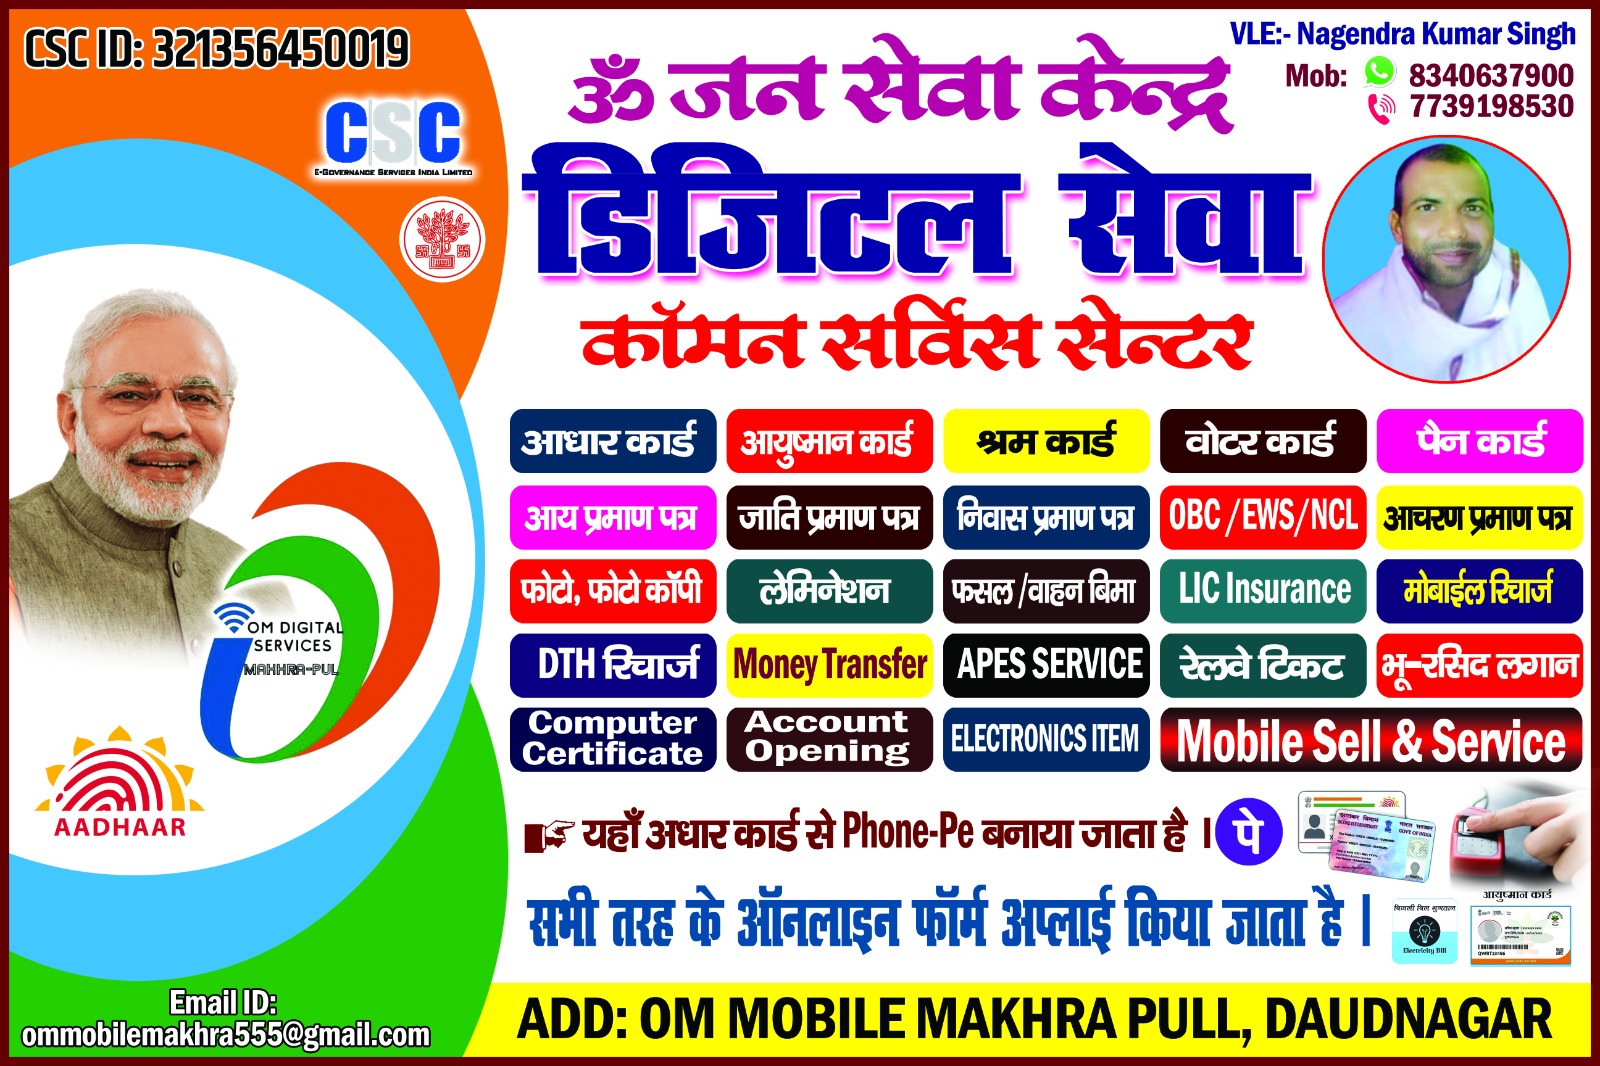 CSC ID: 321356450019
CSC
E-Governance Services India Limited
VLE:- Nagendra Kumar Singh
Mob: 8340637900
7739198530
ॐ जन सेवा केन्द्र
डिजिटल सेवा
कॉमन सर्विस सेन्टर
आधार कार्ड
आयुष्मान कार्ड
श्रम कार्ड
वोटर कार्ड
पैन कार्ड
आय प्रमाण पत्र
जाति प्रमाण पत्र
निवास प्रमाण पत्र
OBC /EWS/NCL
आचरण प्रमाण पत्र
फोटो, फोटो कॉपी
लेमिनेशन
फसल /वाहन बिमा
LIC Insurance
मोबाईल रिचार्ज
DTH रिचार्ज
Money Transfer
APES SERVICE
रेलवे टिकट
भू-रसिद लगान
Computer
Certificate
Account
Opening
ELECTRONICS ITEM
Mobile Sell & Service
OM DIGITAL
SERVICES
MAKHRA-PUL
AADHAAR
यहाँ अधार कार्ड से Phone-Pe बनाया जाता है ।
पे
सभी तरह के ऑनलाइन फॉर्म अप्लाई किया जाता है ।
आयुष्मान कार्ड
बिजली बिल भुगतान
Electricity Bill
Email ID:
ommobilemakhra555@gmail.com
ADD: OM MOBILE MAKHRA PULL, DAUDNAGAR